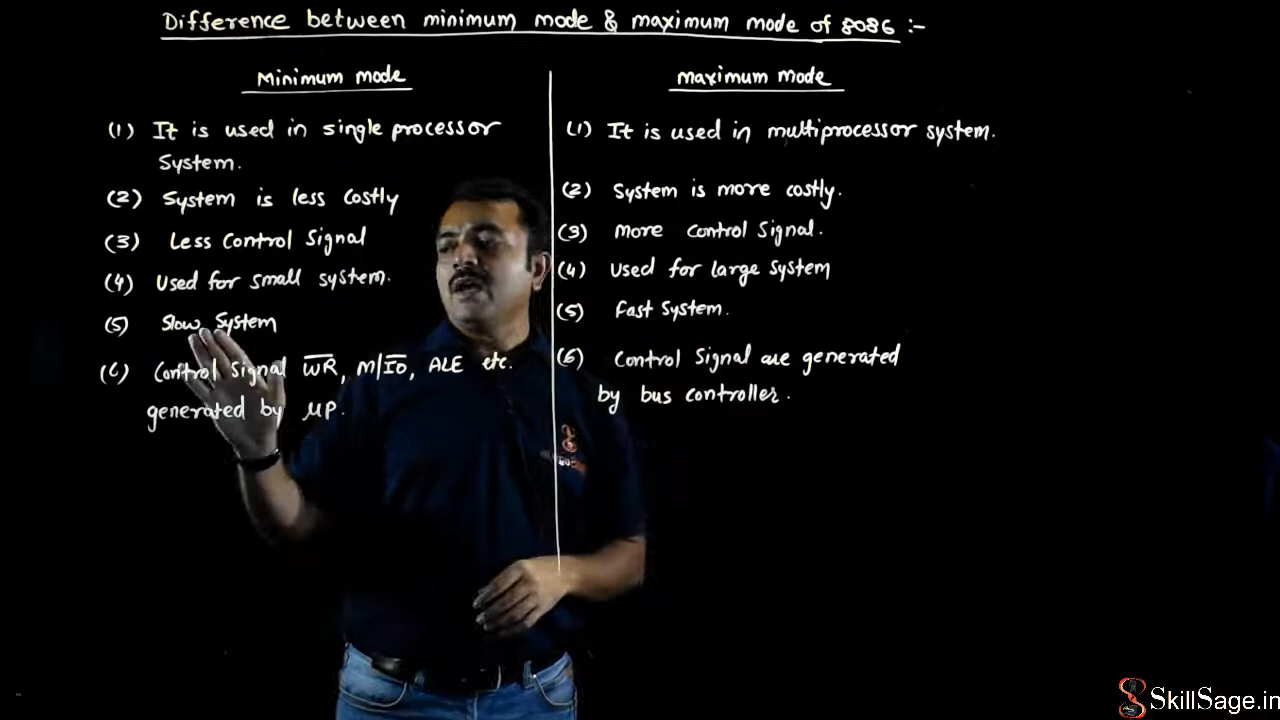 Difference between minimum mode & maximum mode of 8086 :-
Minimum mode
(1) It is used in single processor
System.
(2) System is less costly
(3) Less Control Signal
(4) Used for small system.
(5) Slow System
(6) Control Signal W̅R̅, M/I̅O̅, ALE etc.
generated by μP.
Maximum mode
(1) It is used in multiprocessor system.
(2) System is more costly.
(3) More Control Signal.
(4) Used for large system
(5) Fast System.
(6) Control Signal are generated
by bus controller.
SkillSage.in